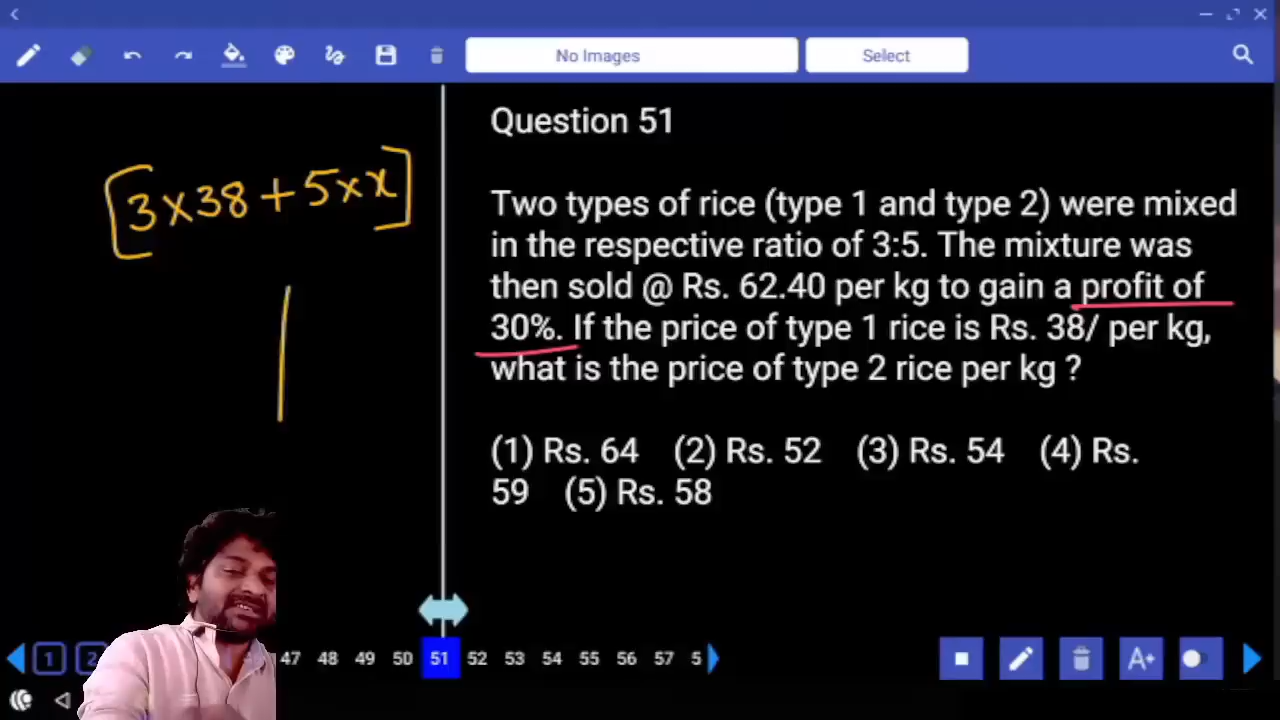 No Images
Select
[3×38+5×x]
Question 51
Two types of rice (type 1 and type 2) were mixed
in the respective ratio of 3:5. The mixture was
then sold @ Rs. 62.40 per kg to gain a profit of
30%. If the price of type 1 rice is Rs. 38/ per kg,
what is the price of type 2 rice per kg ?
(1) Rs. 64 (2) Rs. 52 (3) Rs. 54 (4) Rs.
59 (5) Rs. 58
1 2 47 48 49 50 51 52 53 54 55 56 57 5
A+